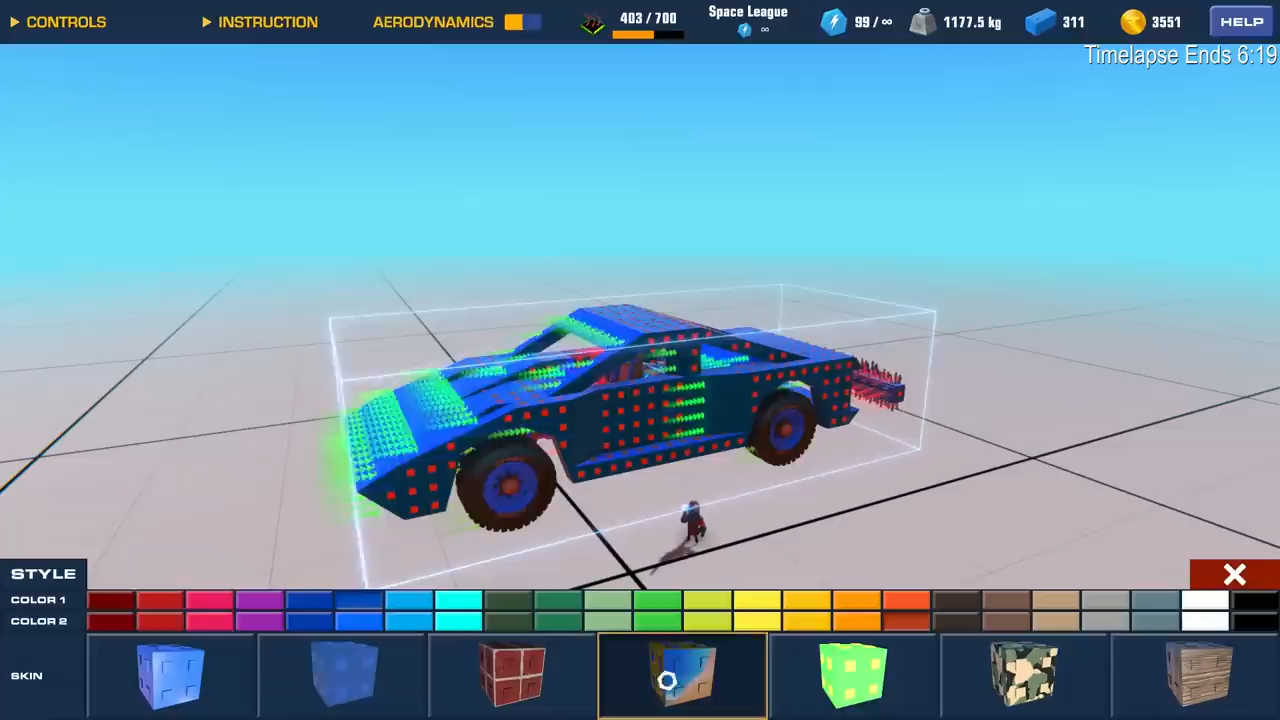 CONTROLS
INSTRUCTION
AERODYNAMICS
403 / 700
Space League
∞
99 / ∞
1177.5 kg
311
3551
HELP
Timelapse Ends 6:19
STYLE
COLOR 1
COLOR 2
SKIN